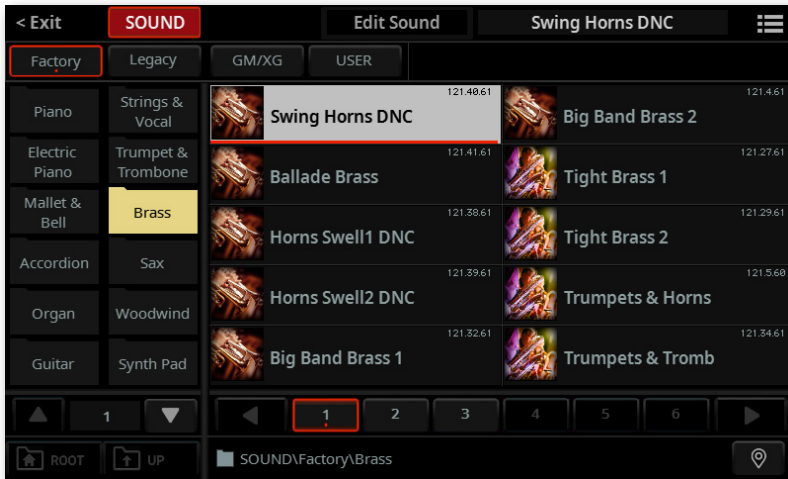 < Exit
SOUND
Edit Sound
Swing Horns DNC
Factory
Legacy
GM/XG
USER
Piano
Strings &
Vocal
Electric
Piano
Trumpet &
Trombone
Mallet &
Bell
Brass
Accordion
Sax
Organ
Woodwind
Guitar
Synth Pad
121.40.61
Swing Horns DNC
121.4.61
Big Band Brass 2
121.41.61
Ballade Brass
121.27.61
Tight Brass 1
121.38.61
Horns Swell1 DNC
121.29.61
Tight Brass 2
121.39.61
Horns Swell2 DNC
121.5.60
Trumpets & Horns
121.32.61
Big Band Brass 1
121.34.61
Trumpets & Tromb
1
1
2
3
4
5
6
ROOT
UP
SOUND\Factory\Brass